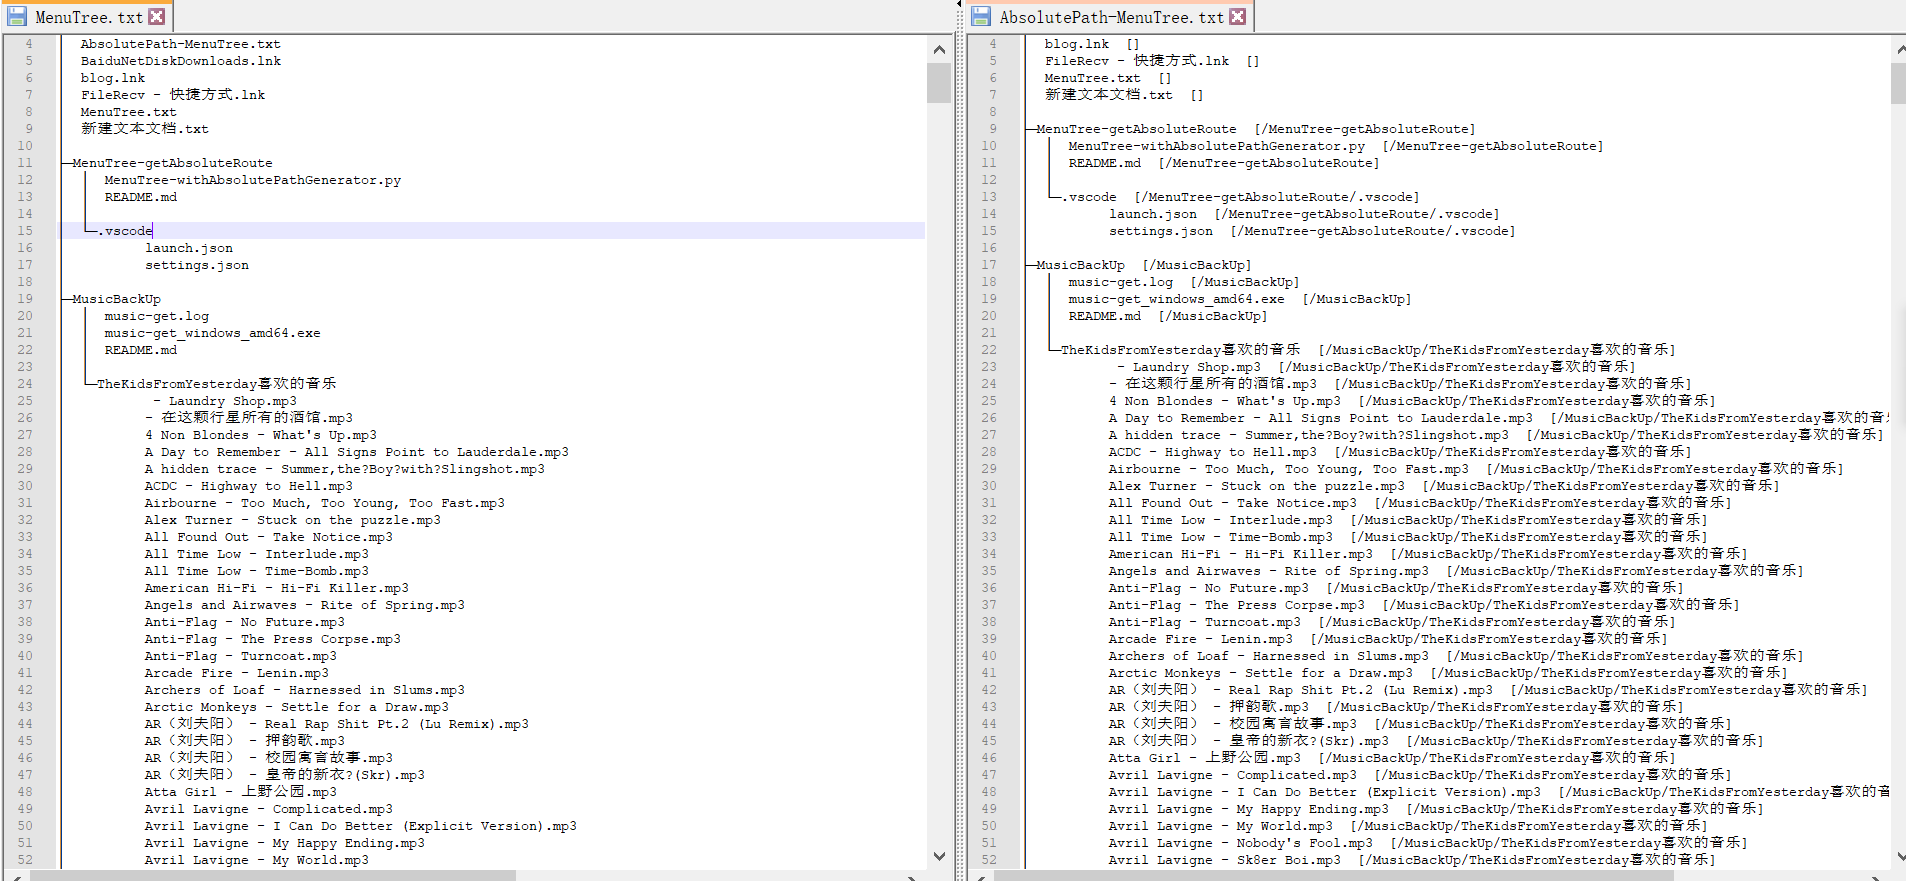 MenuTree.txt
4 AbsolutePath-MenuTree.txt
5 BaiduNetDiskDownloads.lnk
6 blog.lnk
7 FileRecv - 快捷方式.lnk
8 MenuTree.txt
9 新建文本文档.txt
10
11 ├─MenuTree-getAbsoluteRoute
12 MenuTree-withAbsolutePathGenerator.py
13 README.md
14
15 └─.vscode
16 launch.json
17 settings.json
18
19 ├─MusicBackUp
20 music-get.log
21 music-get_windows_amd64.exe
22 README.md
23
24 └─TheKidsFromYesterday喜欢的音乐
25 - Laundry Shop.mp3
26 - 在这颗行星所有的酒馆.mp3
27 4 Non Blondes - What's Up.mp3
28 A Day to Remember - All Signs Point to Lauderdale.mp3
29 A hidden trace - Summer,the?Boy?with?Slingshot.mp3
30 ACDC - Highway to Hell.mp3
31 Airbourne - Too Much, Too Young, Too Fast.mp3
32 Alex Turner - Stuck on the puzzle.mp3
33 All Found Out - Take Notice.mp3
34 All Time Low - Interlude.mp3
35 All Time Low - Time-Bomb.mp3
36 American Hi-Fi - Hi-Fi Killer.mp3
37 Angels and Airwaves - Rite of Spring.mp3
38 Anti-Flag - No Future.mp3
39 Anti-Flag - The Press Corpse.mp3
40 Anti-Flag - Turncoat.mp3
41 Arcade Fire - Lenin.mp3
42 Archers of Loaf - Harnessed in Slums.mp3
43 Arctic Monkeys - Settle for a Draw.mp3
44 AR（刘夫阳） - Real Rap Shit Pt.2 (Lu Remix).mp3
45 AR（刘夫阳） - 押韵歌.mp3
46 AR（刘夫阳） - 校园寓言故事.mp3
47 AR（刘夫阳） - 皇帝的新衣?(Skr).mp3
48 Atta Girl - 上野公园.mp3
49 Avril Lavigne - Complicated.mp3
50 Avril Lavigne - I Can Do Better (Explicit Version).mp3
51 Avril Lavigne - My Happy Ending.mp3
52 Avril Lavigne - My World.mp3
AbsolutePath-MenuTree.txt
4 blog.lnk []
5 FileRecv - 快捷方式.lnk []
6 MenuTree.txt []
7 新建文本文档.txt []
8
9 ├─MenuTree-getAbsoluteRoute [/MenuTree-getAbsoluteRoute]
10 MenuTree-withAbsolutePathGenerator.py [/MenuTree-getAbsoluteRoute]
11 README.md [/MenuTree-getAbsoluteRoute]
12
13 └─.vscode [/MenuTree-getAbsoluteRoute/.vscode]
14 launch.json [/MenuTree-getAbsoluteRoute/.vscode]
15 settings.json [/MenuTree-getAbsoluteRoute/.vscode]
16
17 ├─MusicBackUp [/MusicBackUp]
18 music-get.log [/MusicBackUp]
19 music-get_windows_amd64.exe [/MusicBackUp]
20 README.md [/MusicBackUp]
21
22 └─TheKidsFromYesterday喜欢的音乐 [/MusicBackUp/TheKidsFromYesterday喜欢的音乐]
23 - Laundry Shop.mp3 [/MusicBackUp/TheKidsFromYesterday喜欢的音乐]
24 - 在这颗行星所有的酒馆.mp3 [/MusicBackUp/TheKidsFromYesterday喜欢的音乐]
25 4 Non Blondes - What's Up.mp3 [/MusicBackUp/TheKidsFromYesterday喜欢的音乐]
26 A Day to Remember - All Signs Point to Lauderdale.mp3 [/MusicBackUp/TheKidsFromYesterday喜欢的音
27 A hidden trace - Summer,the?Boy?with?Slingshot.mp3 [/MusicBackUp/TheKidsFromYesterday喜欢的音乐]
28 ACDC - Highway to Hell.mp3 [/MusicBackUp/TheKidsFromYesterday喜欢的音乐]
29 Airbourne - Too Much, Too Young, Too Fast.mp3 [/MusicBackUp/TheKidsFromYesterday喜欢的音乐]
30 Alex Turner - Stuck on the puzzle.mp3 [/MusicBackUp/TheKidsFromYesterday喜欢的音乐]
31 All Found Out - Take Notice.mp3 [/MusicBackUp/TheKidsFromYesterday喜欢的音乐]
32 All Time Low - Interlude.mp3 [/MusicBackUp/TheKidsFromYesterday喜欢的音乐]
33 All Time Low - Time-Bomb.mp3 [/MusicBackUp/TheKidsFromYesterday喜欢的音乐]
34 American Hi-Fi - Hi-Fi Killer.mp3 [/MusicBackUp/TheKidsFromYesterday喜欢的音乐]
35 Angels and Airwaves - Rite of Spring.mp3 [/MusicBackUp/TheKidsFromYesterday喜欢的音乐]
36 Anti-Flag - No Future.mp3 [/MusicBackUp/TheKidsFromYesterday喜欢的音乐]
37 Anti-Flag - The Press Corpse.mp3 [/MusicBackUp/TheKidsFromYesterday喜欢的音乐]
38 Anti-Flag - Turncoat.mp3 [/MusicBackUp/TheKidsFromYesterday喜欢的音乐]
39 Arcade Fire - Lenin.mp3 [/MusicBackUp/TheKidsFromYesterday喜欢的音乐]
40 Archers of Loaf - Harnessed in Slums.mp3 [/MusicBackUp/TheKidsFromYesterday喜欢的音乐]
41 Arctic Monkeys - Settle for a Draw.mp3 [/MusicBackUp/TheKidsFromYesterday喜欢的音乐]
42 AR（刘夫阳） - Real Rap Shit Pt.2 (Lu Remix).mp3 [/MusicBackUp/TheKidsFromYesterday喜欢的音乐]
43 AR（刘夫阳） - 押韵歌.mp3 [/MusicBackUp/TheKidsFromYesterday喜欢的音乐]
44 AR（刘夫阳） - 校园寓言故事.mp3 [/MusicBackUp/TheKidsFromYesterday喜欢的音乐]
45 AR（刘夫阳） - 皇帝的新衣?(Skr).mp3 [/MusicBackUp/TheKidsFromYesterday喜欢的音乐]
46 Atta Girl - 上野公园.mp3 [/MusicBackUp/TheKidsFromYesterday喜欢的音乐]
47 Avril Lavigne - Complicated.mp3 [/MusicBackUp/TheKidsFromYesterday喜欢的音乐]
48 Avril Lavigne - I Can Do Better (Explicit Version).mp3 [/MusicBackUp/TheKidsFromYesterday喜欢的音
49 Avril Lavigne - My Happy Ending.mp3 [/MusicBackUp/TheKidsFromYesterday喜欢的音乐]
50 Avril Lavigne - My World.mp3 [/MusicBackUp/TheKidsFromYesterday喜欢的音乐]
51 Avril Lavigne - Nobody's Fool.mp3 [/MusicBackUp/TheKidsFromYesterday喜欢的音乐]
52 Avril Lavigne - Sk8er Boi.mp3 [/MusicBackUp/TheKidsFromYesterday喜欢的音乐]